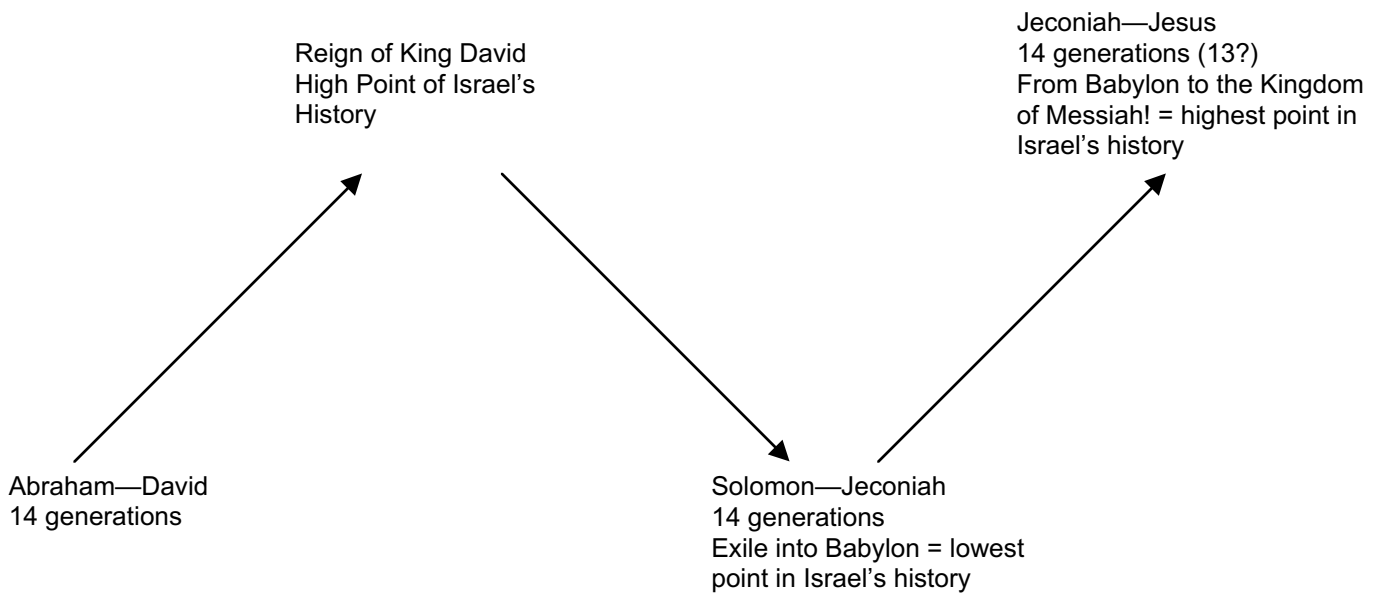 Reign of King David
High Point of Israel’s
History
Jeconiah—Jesus
14 generations (13?)
From Babylon to the Kingdom
of Messiah! = highest point in
Israel’s history
Abraham—David
14 generations
Solomon—Jeconiah
14 generations
Exile into Babylon = lowest
point in Israel’s history